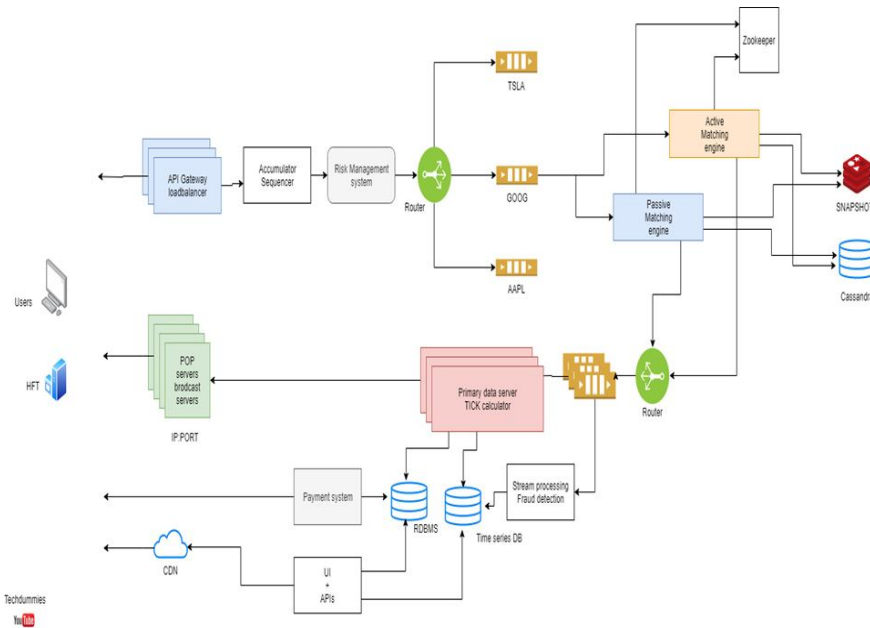 Zookeeper
TSLA
Active
Matching
engine
API Gateway
loadbalancer
Accumulator
Sequencer
Risk Management
system
Router
GOOG
Passive
Matching
engine
SNAPSHOT
Cassandr
AAPL
Users
HFT
POP
servers
brodcast
servers
IP:PORT
Primary data server
TICK calculator
Router
Payment system
RDBMS
Time series DB
Stream processing
Fraud detection
CDN
UI
+
APIs
Techdummies
YouTube